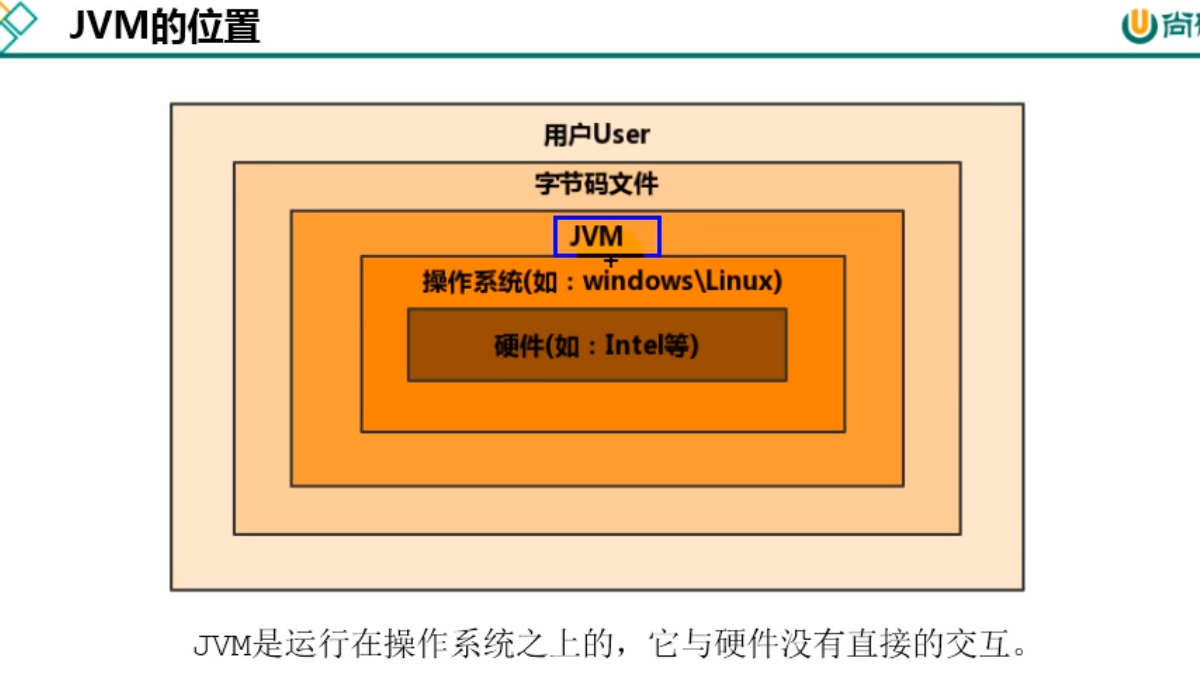 JVM的位置
尚
用户User
字节码文件
JVM
操作系统(如：windows\Linux)
硬件(如：Intel等)
JVM是运行在操作系统之上的，它与硬件没有直接的交互。